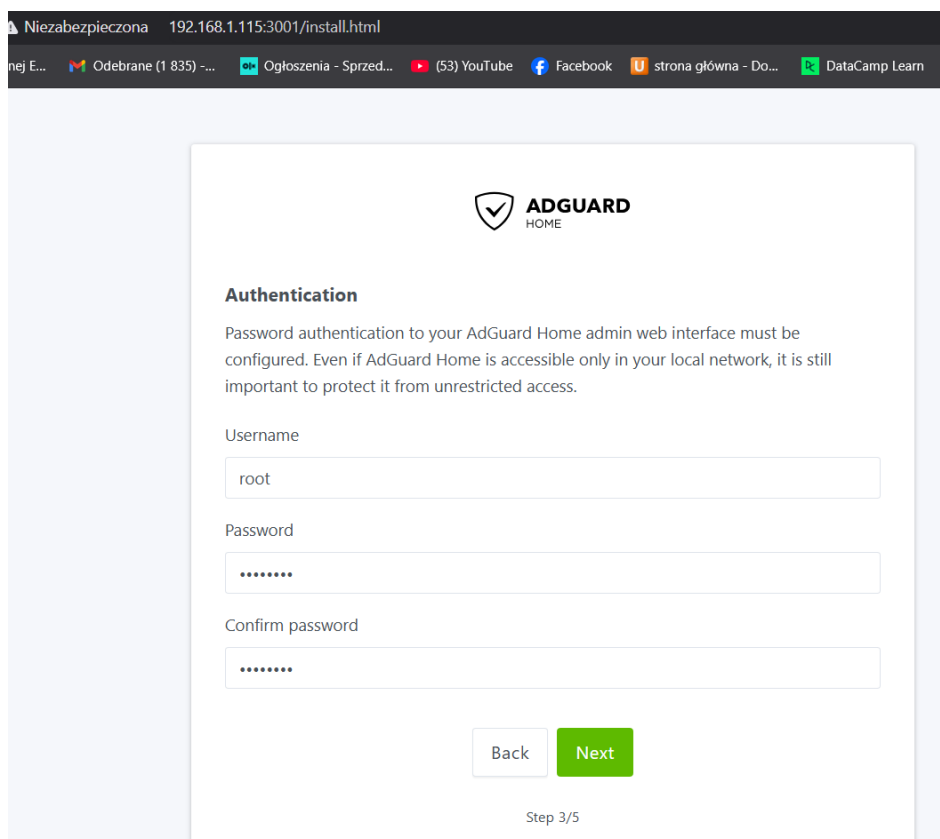 Niezabezpieczona 192.168.1.115:3001/install.html
nej E... Odebrane (1 835) -... Ogłoszenia - Sprzed... (53) YouTube Facebook strona główna - Do... DataCamp Learn
ADGUARD
HOME
Authentication
Password authentication to your AdGuard Home admin web interface must be
configured. Even if AdGuard Home is accessible only in your local network, it is still
important to protect it from unrestricted access.
Username
root
Password
••••••••
Confirm password
••••••••
Back Next
Step 3/5